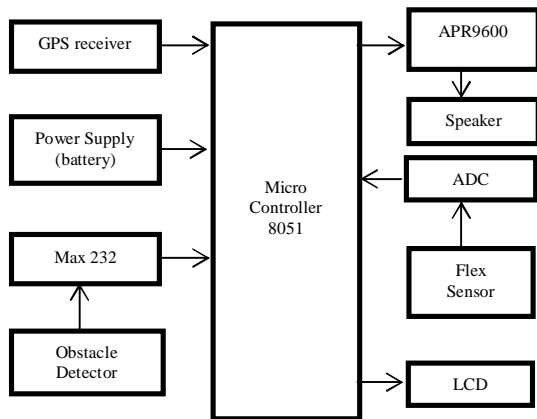 GPS receiver
Power Supply
(battery)
Max 232
Obstacle
Detector
Micro
Controller
8051
APR9600
Speaker
ADC
Flex
Sensor
LCD